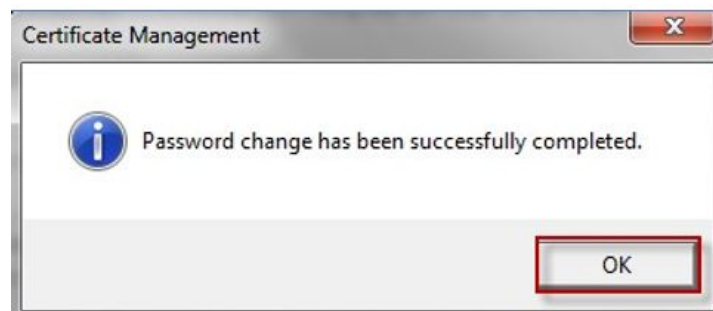 Certificate Management
Password change has been successfully completed.
OK